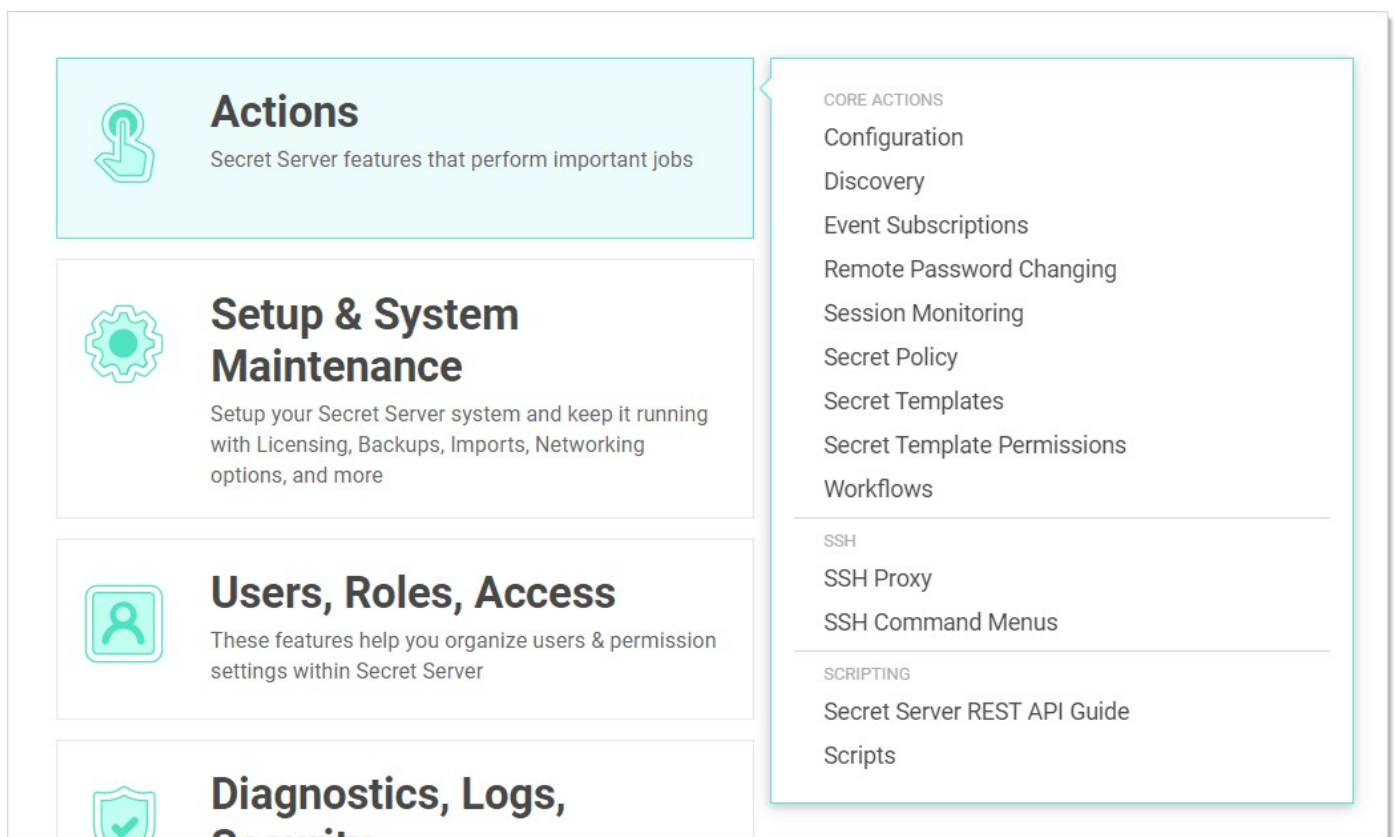 Actions
Secret Server features that perform important jobs
Setup & System
Maintenance
Setup your Secret Server system and keep it running
with Licensing, Backups, Imports, Networking
options, and more
Users, Roles, Access
These features help you organize users & permission
settings within Secret Server
Diagnostics, Logs,
CORE ACTIONS
Configuration
Discovery
Event Subscriptions
Remote Password Changing
Session Monitoring
Secret Policy
Secret Templates
Secret Template Permissions
Workflows
SSH
SSH Proxy
SSH Command Menus
SCRIPTING
Secret Server REST API Guide
Scripts